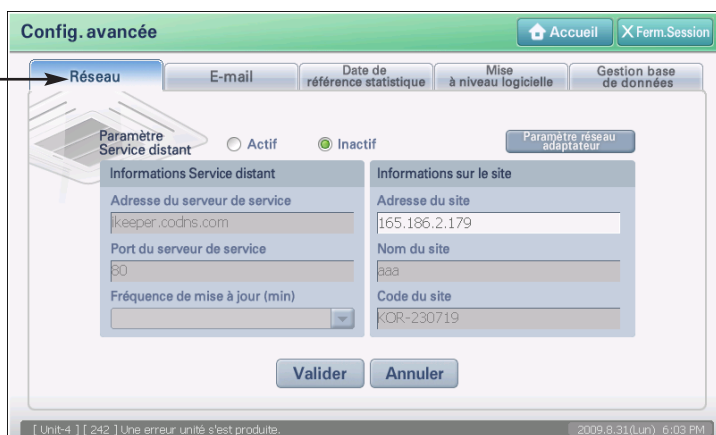 Config. avancée
Accueil
X Ferm.Session
Réseau
E-mail
Date de
référence statistique
Mise
à niveau logicielle
Gestion base
de données
Paramètre
Service distant
Actif
Inactif
Paramètre réseau
adaptateur
Informations Service distant
Adresse du serveur de service
lkeeper.codns.com
Port du serveur de service
80
Fréquence de mise à jour (min)
Informations sur le site
Adresse du site
165.186.2.179
Nom du site
aaa
Code du site
KOR-230719
Valider
Annuler
[ Unit-4 ] [ 242 ] Une erreur unité s'est produite.
2009.8.31(Lun) 6:03 PM